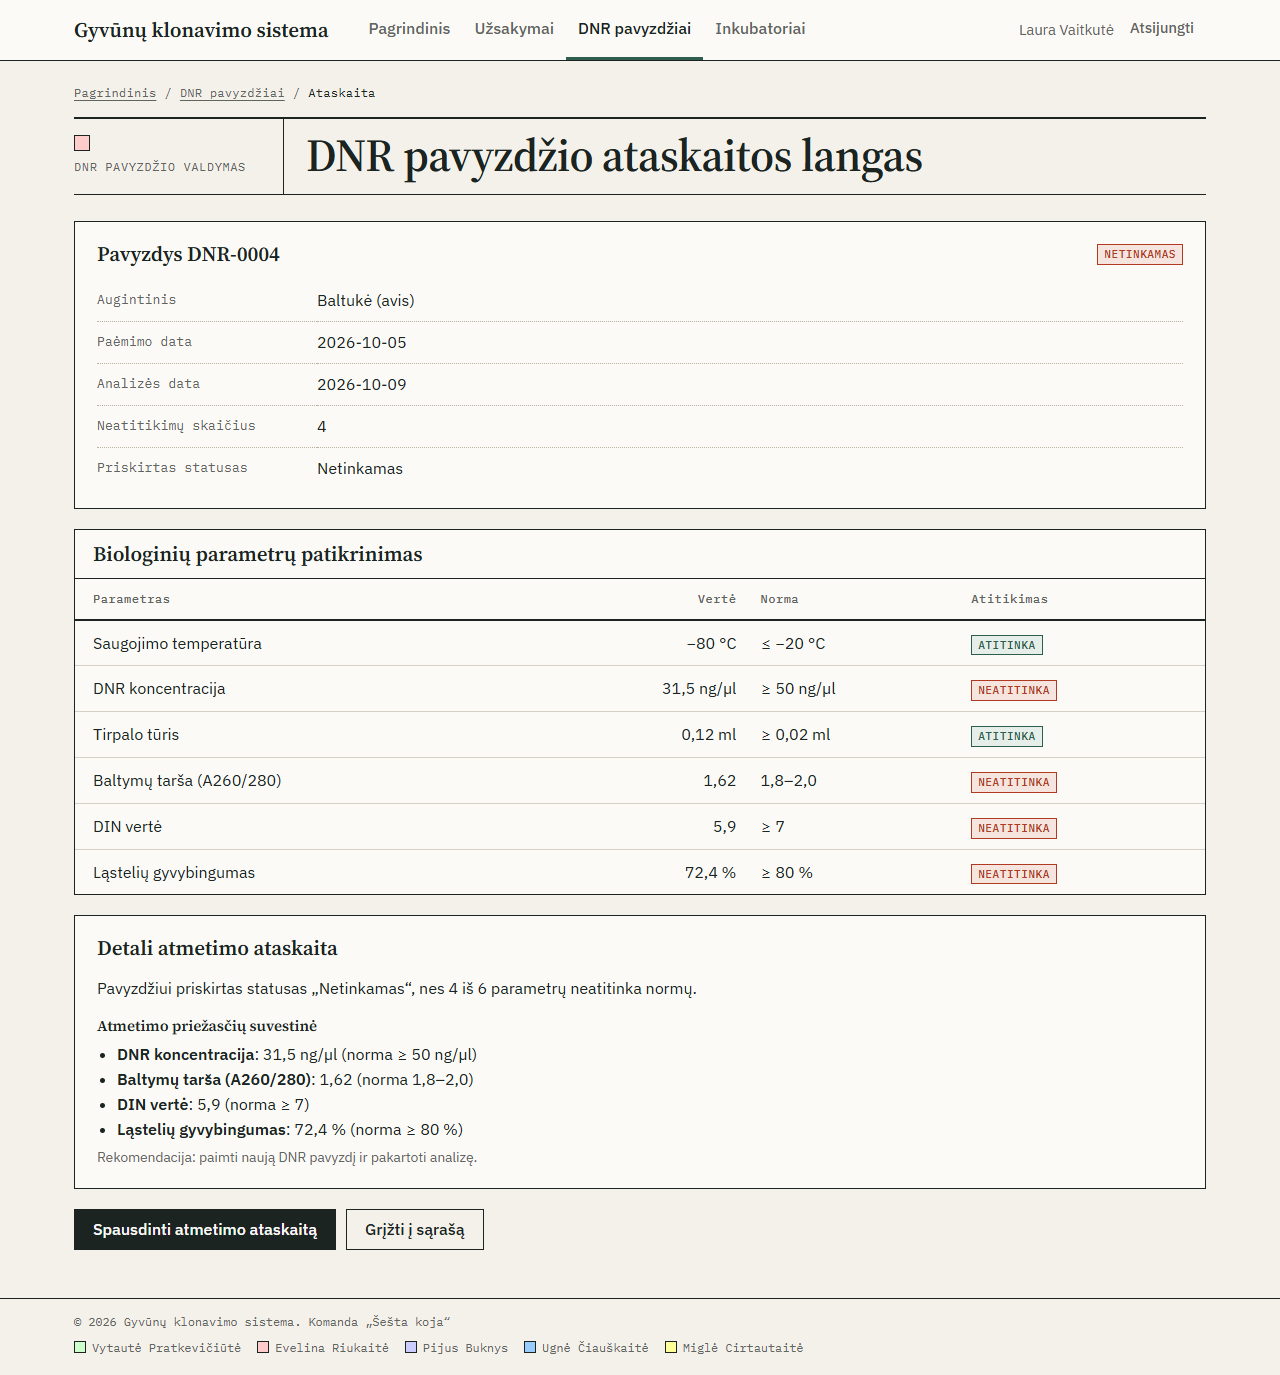 Gyvūnų klonavimo sistema Pagrindinis Užsakymai DNR pavyzdžiai Inkubatoriai Laura Vaitkutė Atsijungti
Pagrindinis / DNR pavyzdžiai / Ataskaita
DNR PAVYZDŽIO VALDYMAS
DNR pavyzdžio ataskaitos langas
Pavyzdys DNR-0004 NETINKAMAS
Augintinis Baltukė (avis)
Paėmimo data 2026-10-05
Analizės data 2026-10-09
Neatitikimų skaičius 4
Priskirtas statusas Netinkamas
Biologinių parametrų patikrinimas
Parametras Vertė Norma Atitikimas
Saugojimo temperatūra −80 °C ≤ −20 °C ATITINKA
DNR koncentracija 31,5 ng/µl ≥ 50 ng/µl NEATITINKA
Tirpalo tūris 0,12 ml ≥ 0,02 ml ATITINKA
Baltymų tarša (A260/280) 1,62 1,8–2,0 NEATITINKA
DIN vertė 5,9 ≥ 7 NEATITINKA
Ląstelių gyvybingumas 72,4 % ≥ 80 % NEATITINKA
Detali atmetimo ataskaita
Pavyzdžiui priskirtas statusas „Netinkamas“, nes 4 iš 6 parametrų neatitinka normų.
Atmetimo priežasčių suvestinė
• DNR koncentracija: 31,5 ng/µl (norma ≥ 50 ng/µl)
• Baltymų tarša (A260/280): 1,62 (norma 1,8–2,0)
• DIN vertė: 5,9 (norma ≥ 7)
• Ląstelių gyvybingumas: 72,4 % (norma ≥ 80 %)
Rekomendacija: paimti naują DNR pavyzdį ir pakartoti analizę.
Spausdinti atmetimo ataskaitą Grįžti į sąrašą
© 2026 Gyvūnų klonavimo sistema. Komanda „Šešta koja“
Vytautė Pratkevičiūtė Evelina Riukaitė Pijus Buknys Ugnė Čiauškaitė Miglė Cirtautaitė